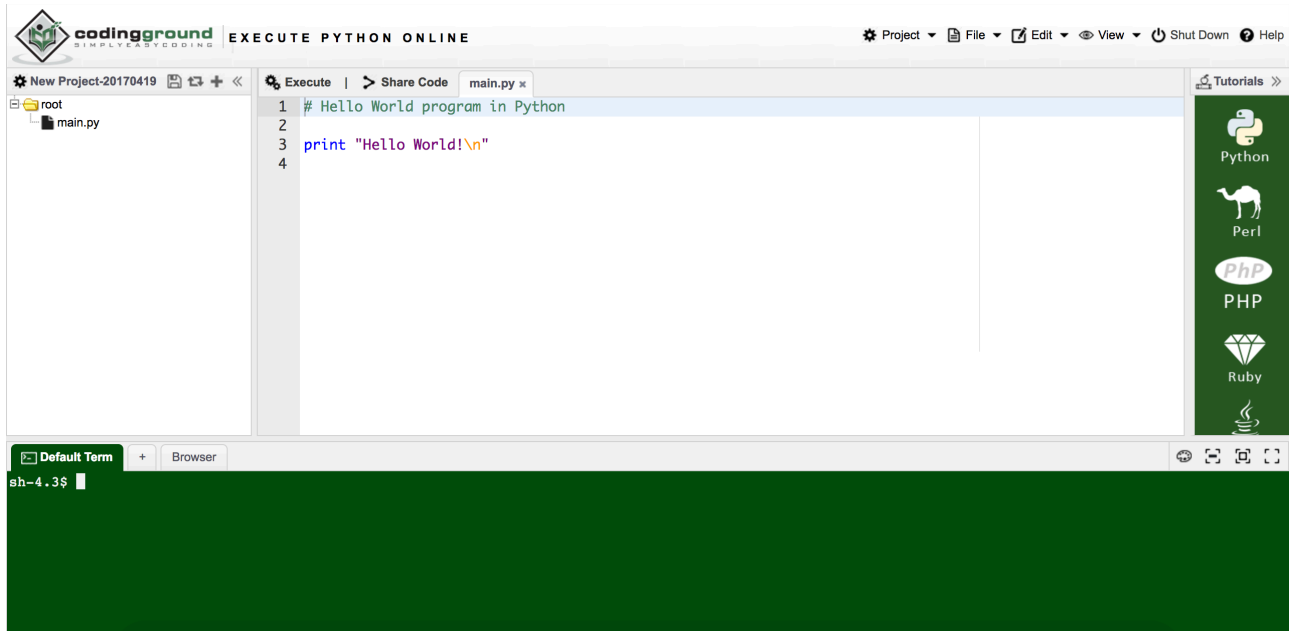 codingground
SIMPLYEASYCODING
EXECUTE PYTHON ONLINE
Project File Edit View Shut Down Help
New Project-20170419
Execute | Share Code main.py x
Tutorials
root
main.py
1 # Hello World program in Python
2
3 print "Hello World!\n"
4
Python
Perl
PhP
PHP
Ruby
Default Term + Browser
sh-4.3$